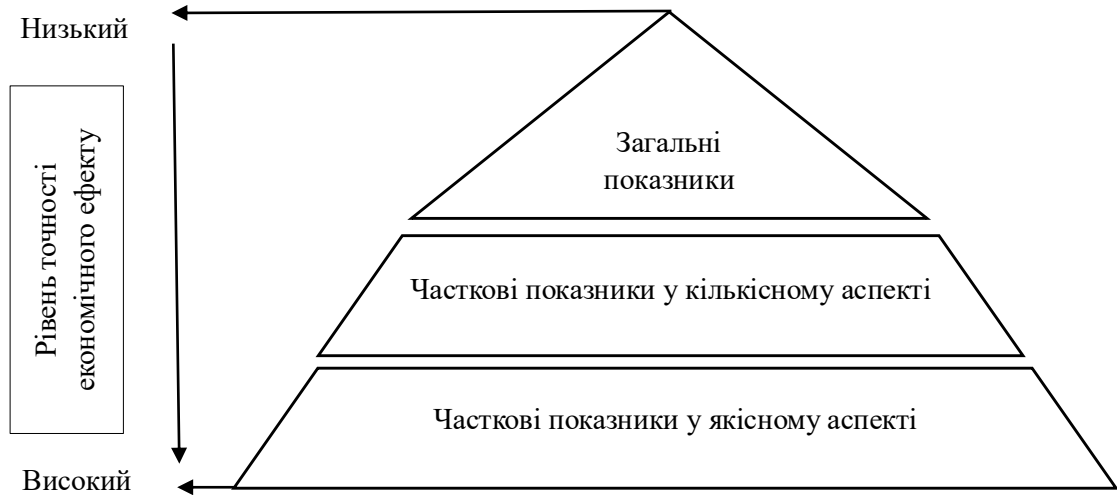 Низький
Загальні
показники
Рівень точності
економічного ефекту
Часткові показники у кількісному аспекті
Часткові показники у якісному аспекті
Високий